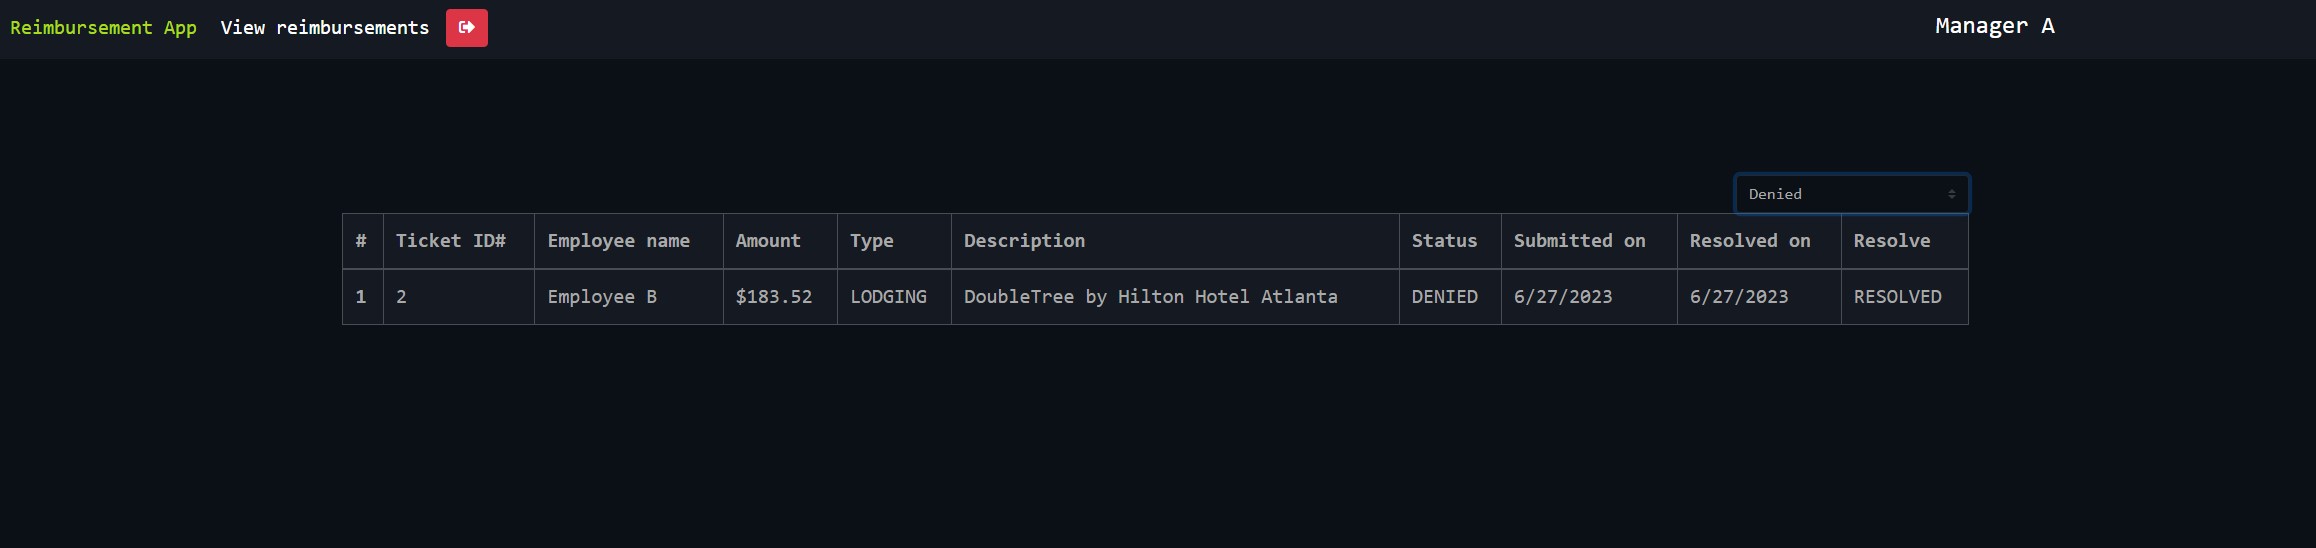 Reimbursement App View reimbursements Manager A
Denied
# Ticket ID# Employee name Amount Type Description Status Submitted on Resolved on Resolve
1 2 Employee B $183.52 LODGING DoubleTree by Hilton Hotel Atlanta DENIED 6/27/2023 6/27/2023 RESOLVED